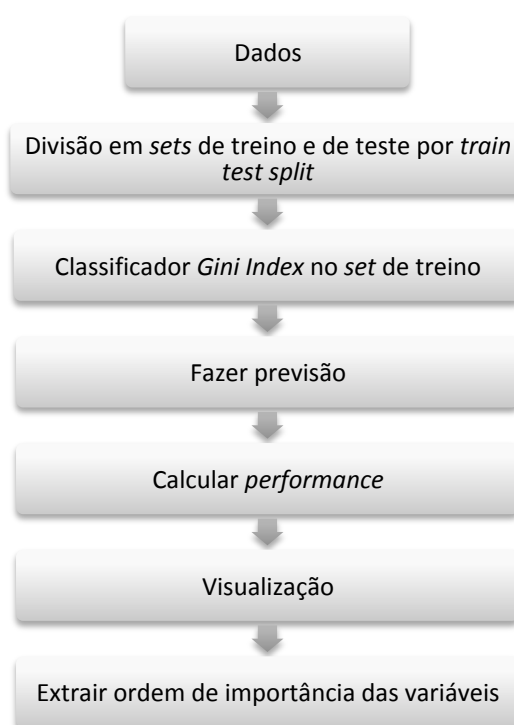 Dados
Divisão em sets de treino e de teste por train
test split
Classificador Gini Index no set de treino
Fazer previsão
Calcular performance
Visualização
Extrair ordem de importância das variáveis